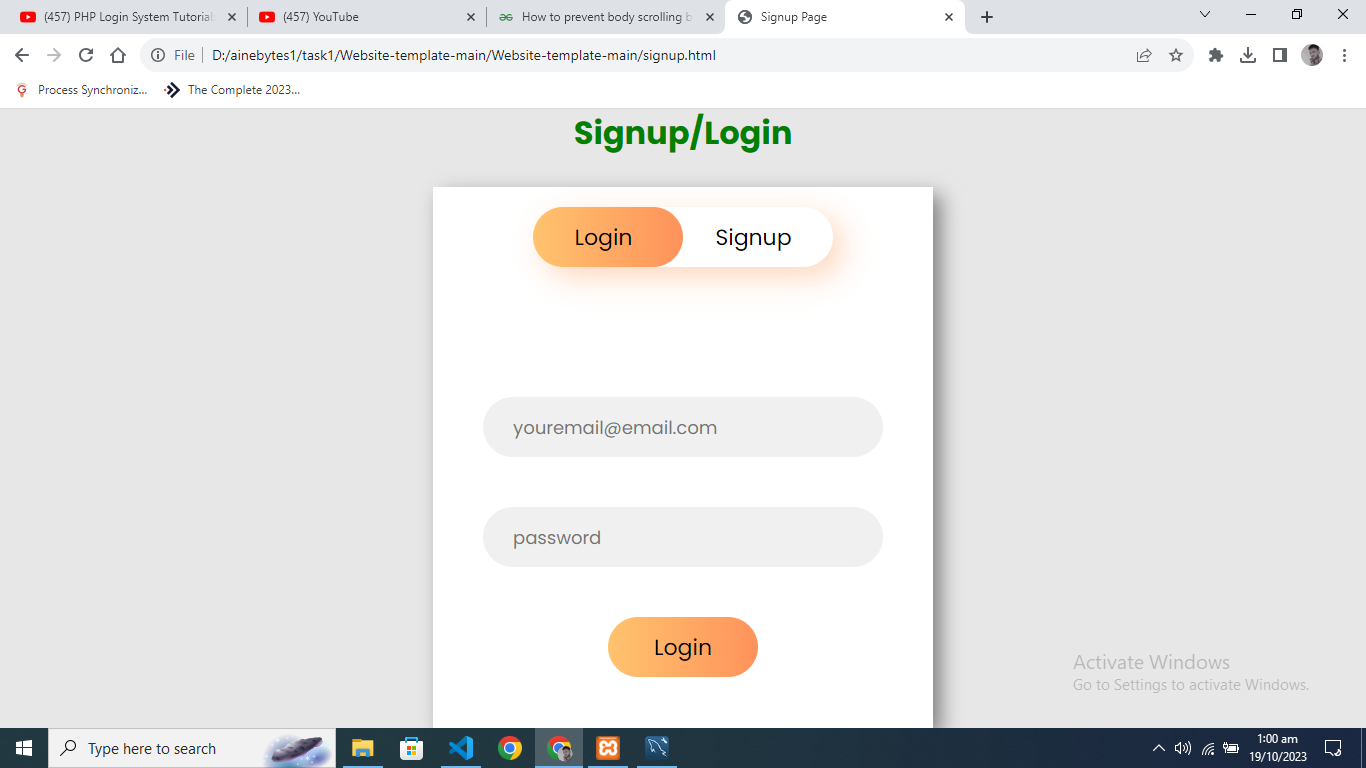 (457) PHP Login System Tutorial
(457) YouTube
How to prevent body scrolling b
Signup Page
File
D:/ainebytes1/task1/Website-template-main/Website-template-main/signup.html
Process Synchroniz...
The Complete 2023...
Signup/Login
Login
Signup
youremail@email.com
password
Login
Activate Windows
Go to Settings to activate Windows.
Type here to search
1:00 am
19/10/2023